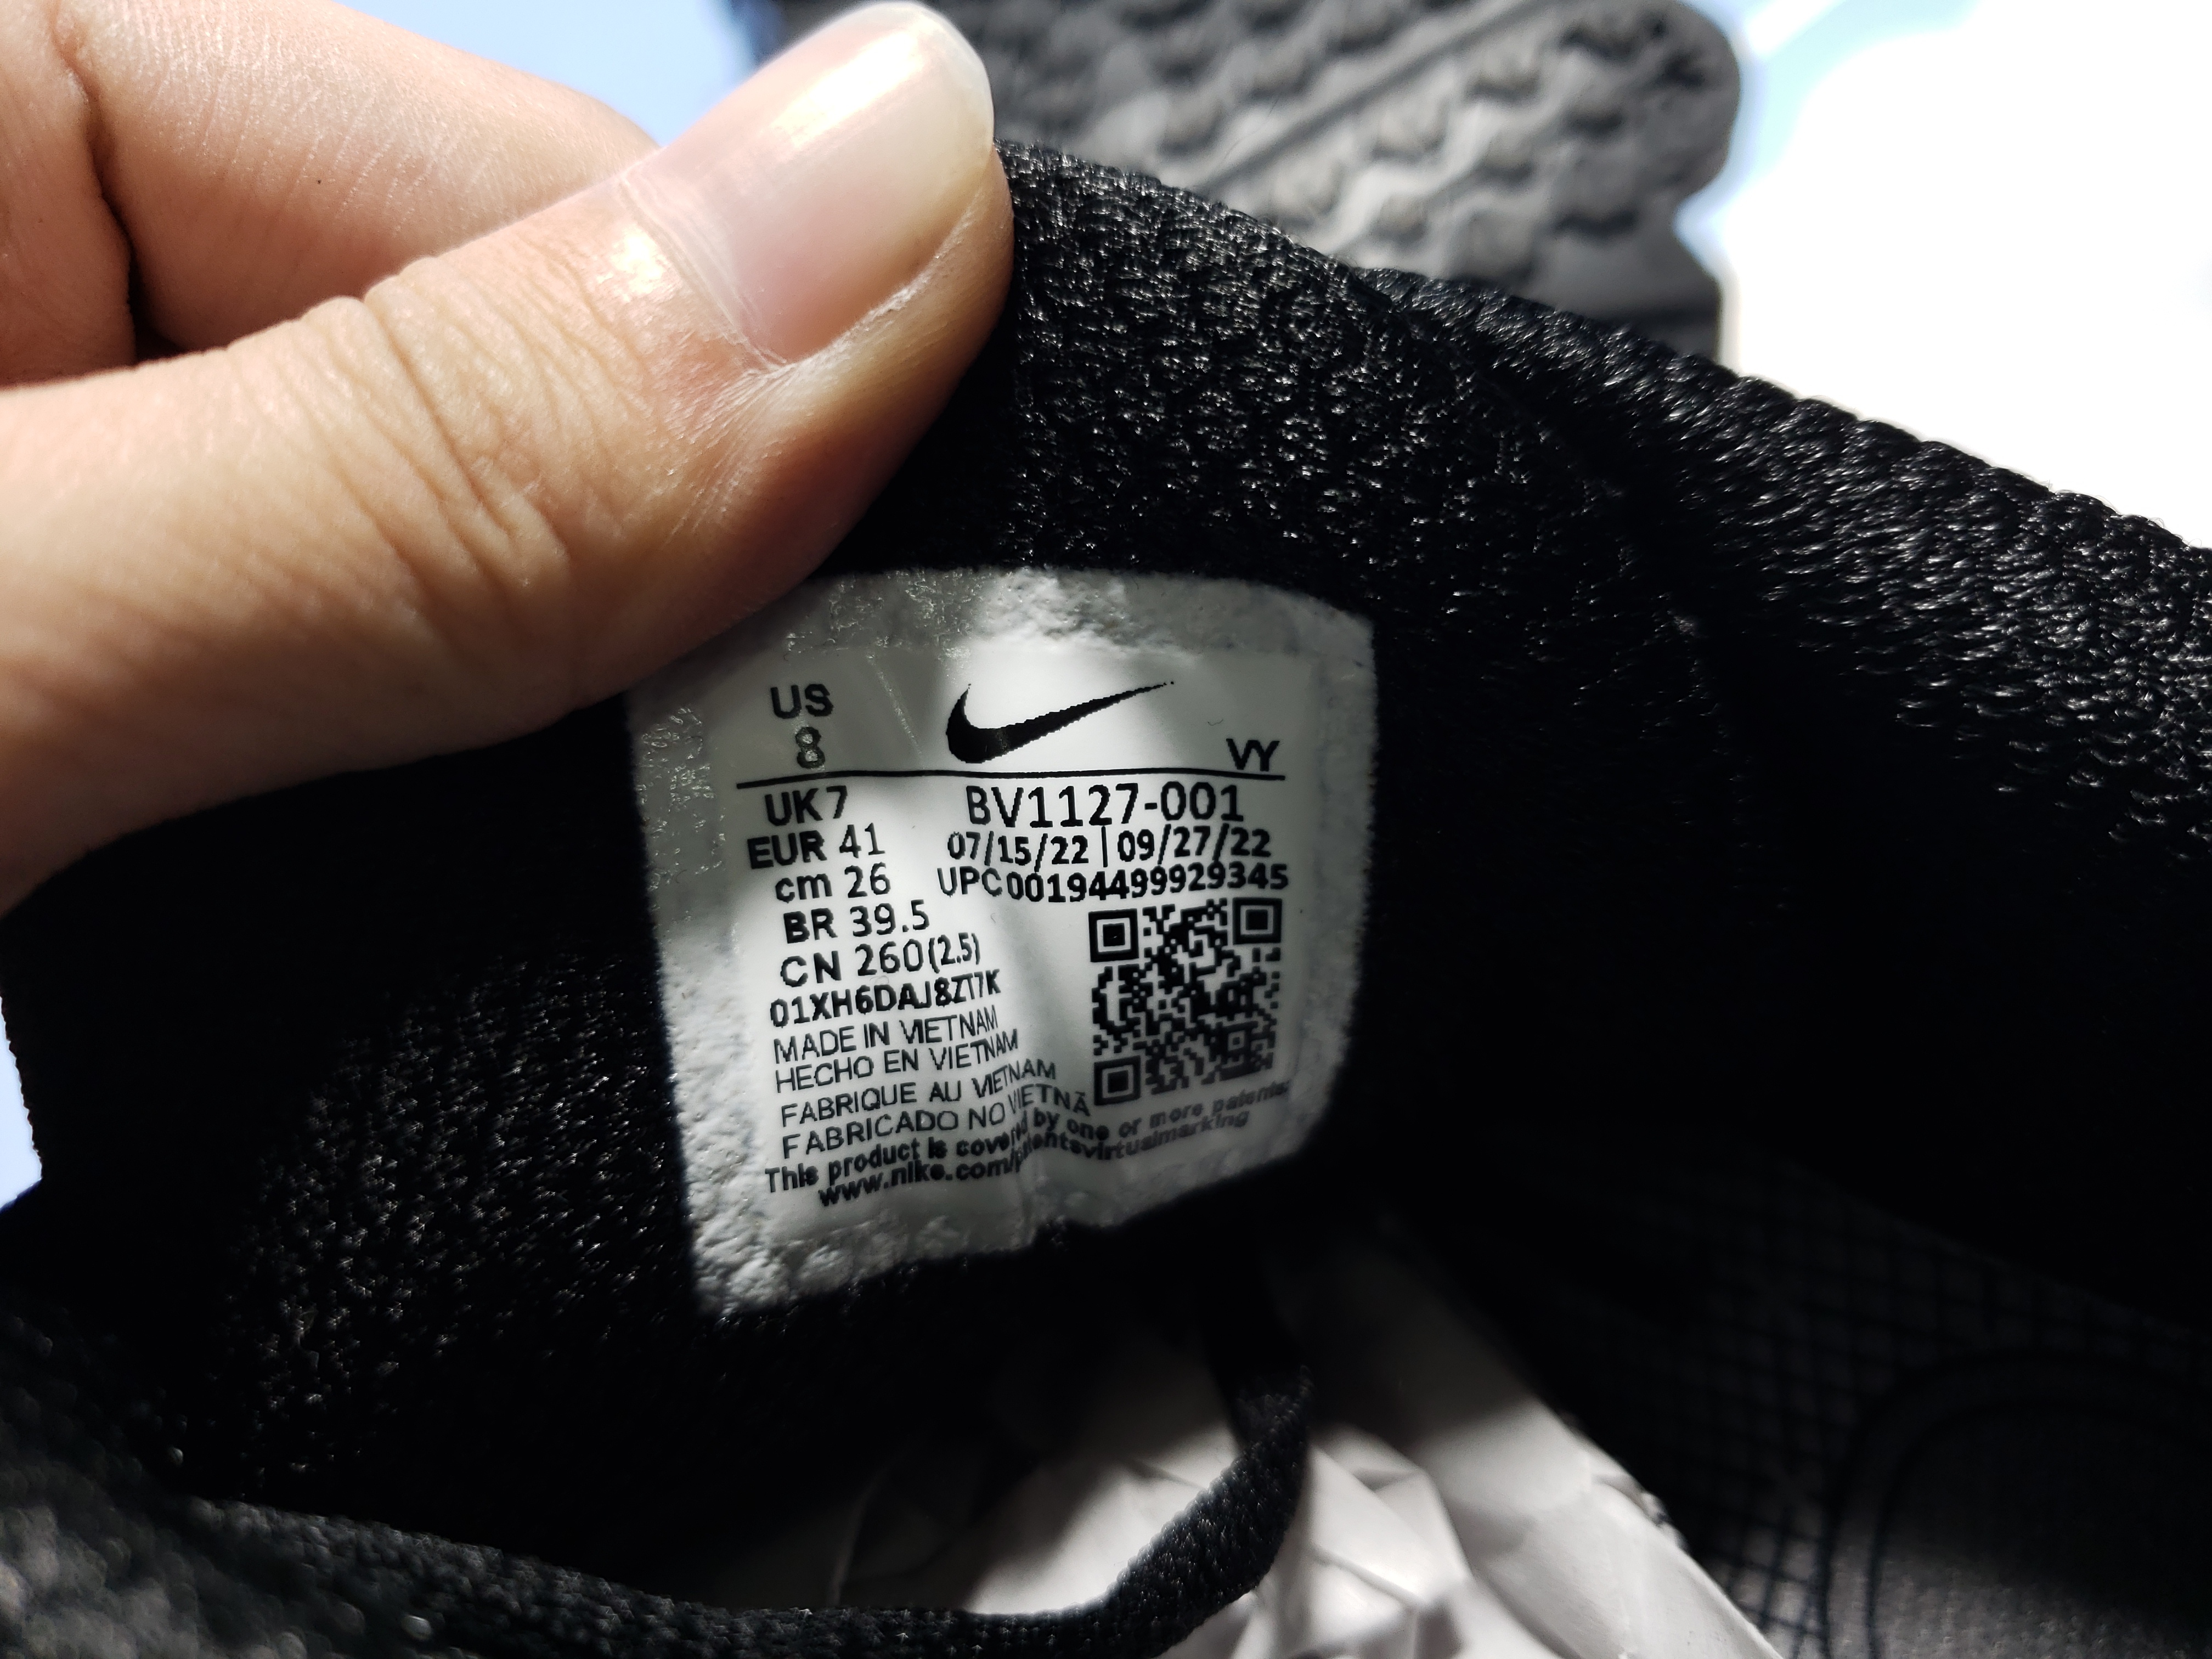 US
8
VY
UK7
BV1127-001
EUR 41
07/15/22 | 09/27/22
cm 26
UPC00194499929345
BR 39.5
CN 260(2.5)
01XH6DAJ8ZT7K
MADE IN VIETNAM
HECHO EN VIETNAM
FABRIQUE AU VIETNAM
FABRICADO NO VIETNÃ
This product is covered by one or more patents:
www.nike.com/patentsvirtualmarking